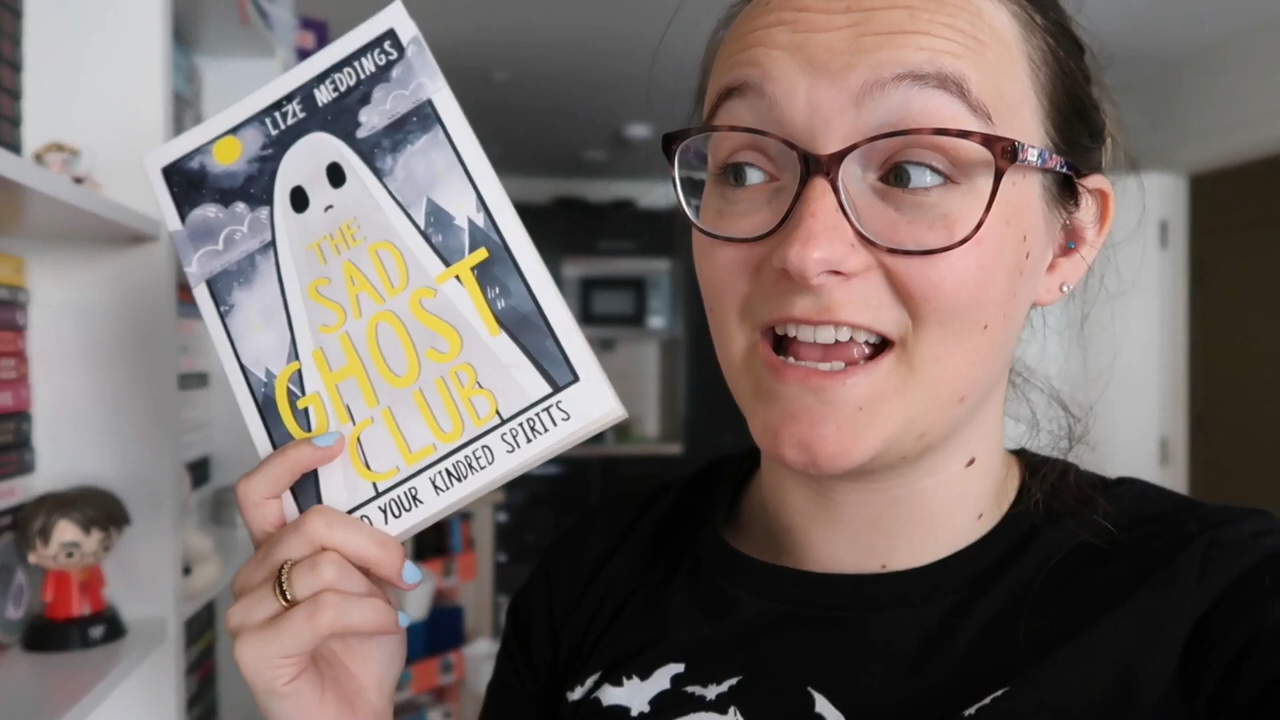 LIZE MEDDINGS
THE
SAD
GHOST
CLUB
YOUR KINDRED SPIRITS